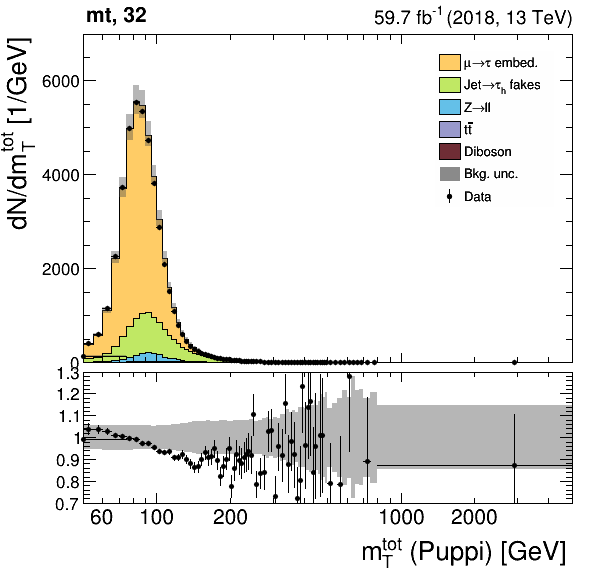 mt, 32
59.7 fb⁻¹ (2018, 13 TeV)
dN/dm_T^tot [1/GeV]
6000
4000
2000
0
μ→τ embed.
Jet→τ_h fakes
Z→ll
tt̄
Diboson
Bkg. unc.
Data
1.3
1.2
1.1
1
0.9
0.8
0.7
60 100 200 1000 2000
m_T^tot (Puppi) [GeV]